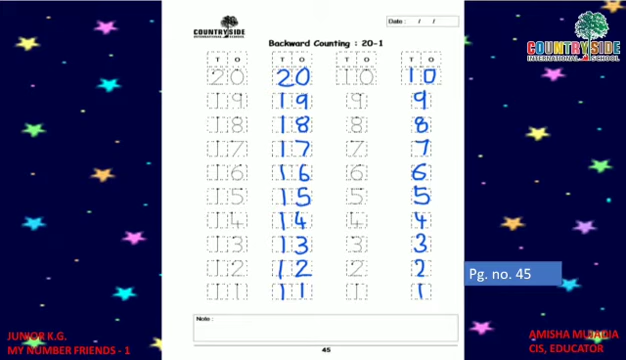 COUNTRYSIDE
INTERNATIONAL SCHOOL
Date : / /
COUNTRYSIDE
INTERNATIONAL SCHOOL
Backward Counting : 20-1
T O T O T O T O
20 20 10 10
19 19 9 9
18 18 8 8
17 17 7 7
16 16 6 6
15 15 5 5
14 14 4 4
13 13 3 3
12 12 2 2
11 11 1 1
Pg. no. 45
Note :
45
JUNIOR K.G.
MY NUMBER FRIENDS - 1
AMISHA
CIS, EDUCATOR